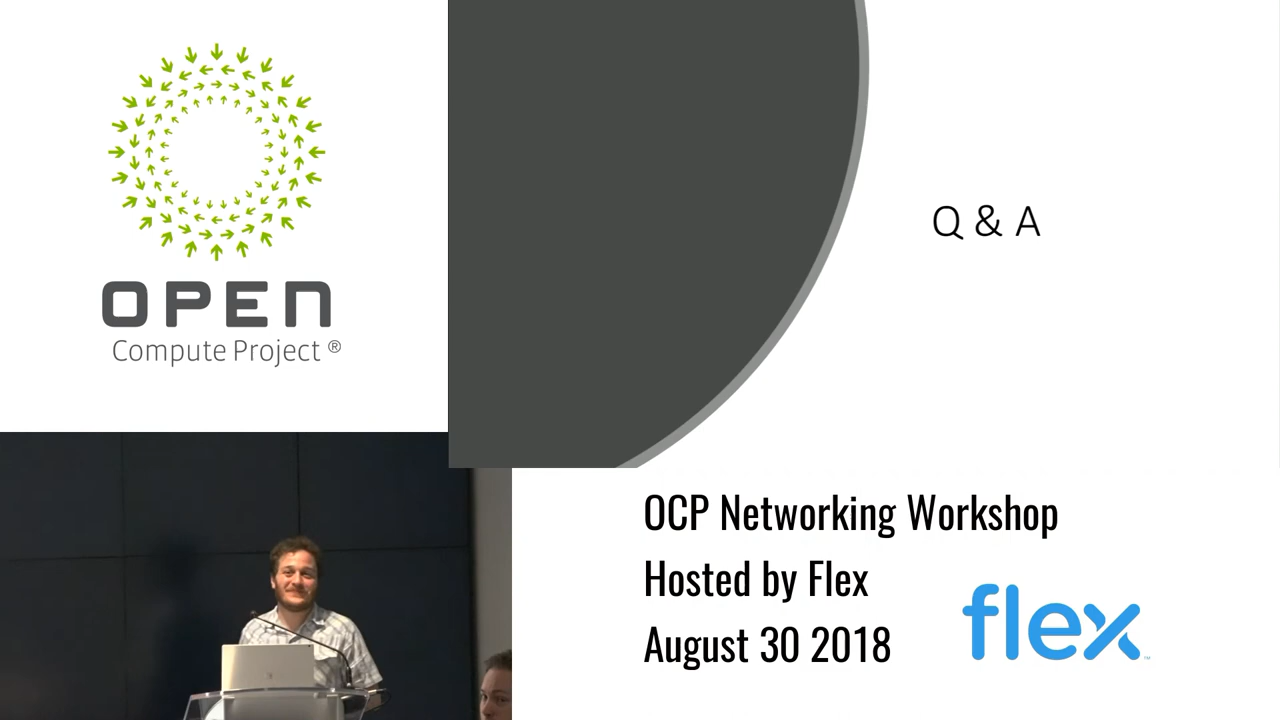 OPEN
Compute Project ®
Q & A
OCP Networking Workshop
Hosted by Flex
August 30 2018
flex